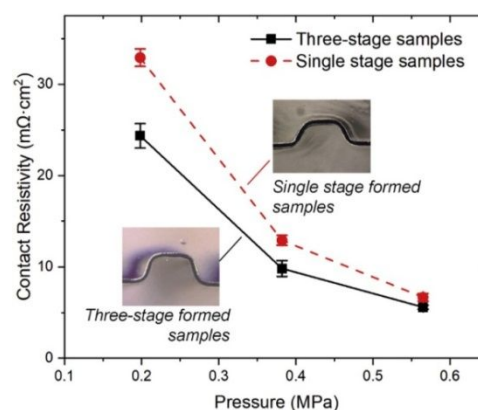 Three-stage samples
Single stage samples
Contact Resistivity (mΩ·cm²)
30
20
10
0
Single stage formed
samples
Three-stage formed
samples
0.1
0.2
0.3
0.4
0.5
0.6
Pressure (MPa)